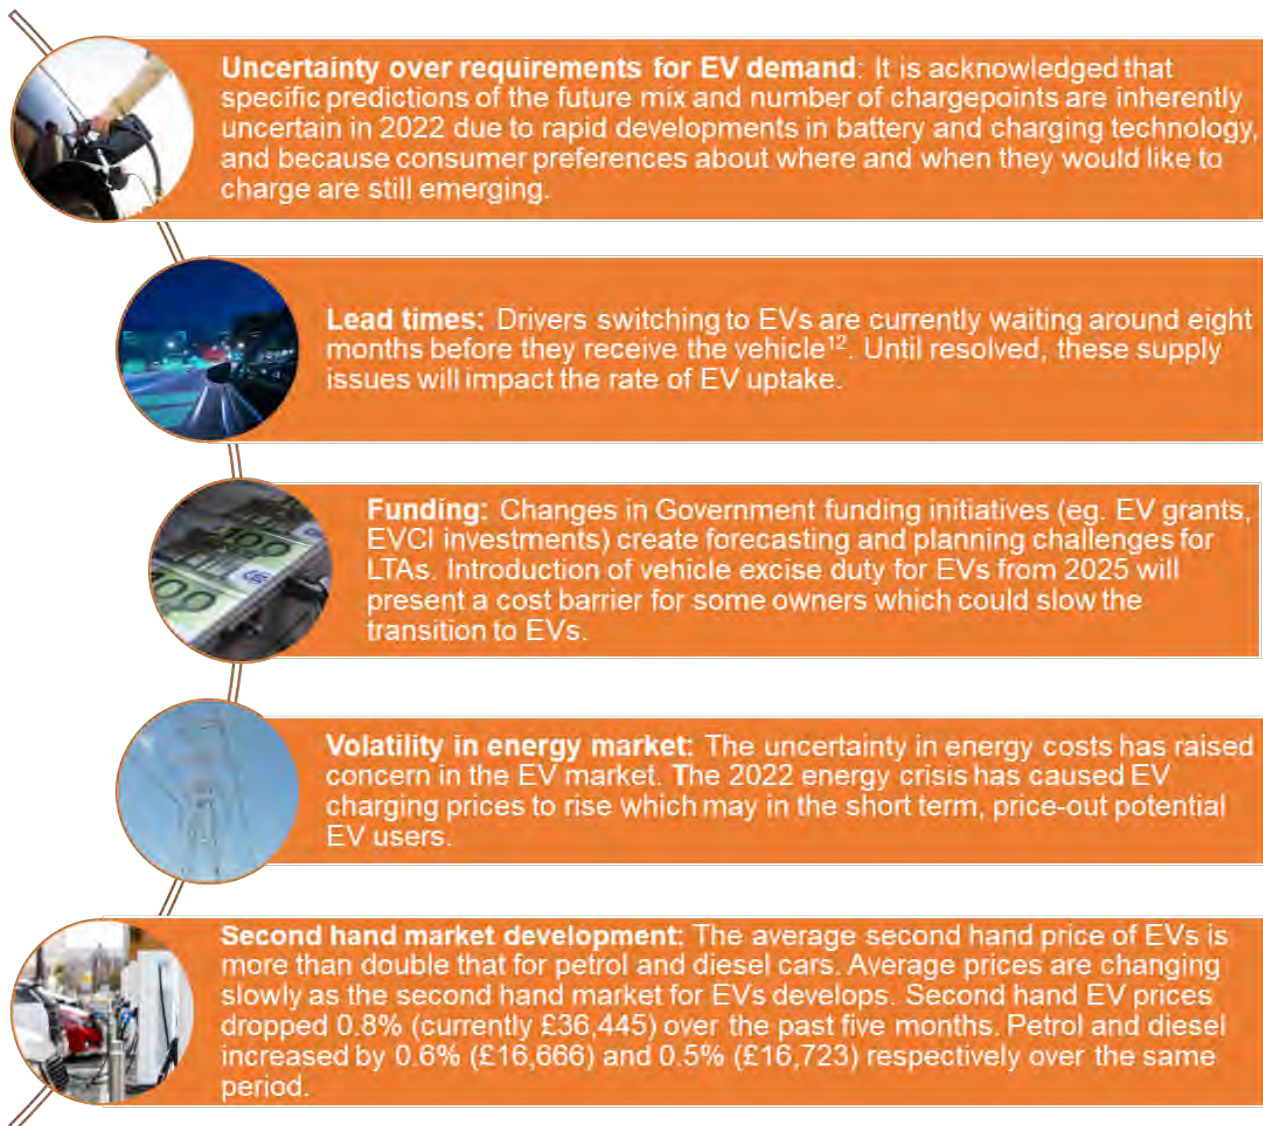 Uncertainty over requirements for EV demand: It is acknowledged that
specific predictions of the future mix and number of chargepoints are inherently
uncertain in 2022 due to rapid developments in battery and charging technology,
and because consumer preferences about where and when they would like to
charge are still emerging.
Lead times: Drivers switching to EVs are currently waiting around eight
months before they receive the vehicle¹². Until resolved, these supply
issues will impact the rate of EV uptake.
100
100
Funding: Changes in Government funding initiatives (eg. EV grants,
EVCI investments) create forecasting and planning challenges for
LTAs. Introduction of vehicle excise duty for EVs from 2025 will
present a cost barrier for some owners which could slow the
transition to EVs.
Volatility in energy market: The uncertainty in energy costs has raised
concern in the EV market. The 2022 energy crisis has caused EV
charging prices to rise which may in the short term, price-out potential
EV users.
Second hand market development: The average second hand price of EVs is
more than double that for petrol and diesel cars. Average prices are changing
slowly as the second hand market for EVs develops. Second hand EV prices
dropped 0.8% (currently £36,445) over the past five months. Petrol and diesel
increased by 0.6% (£16,666) and 0.5% (£16,723) respectively over the same
period.